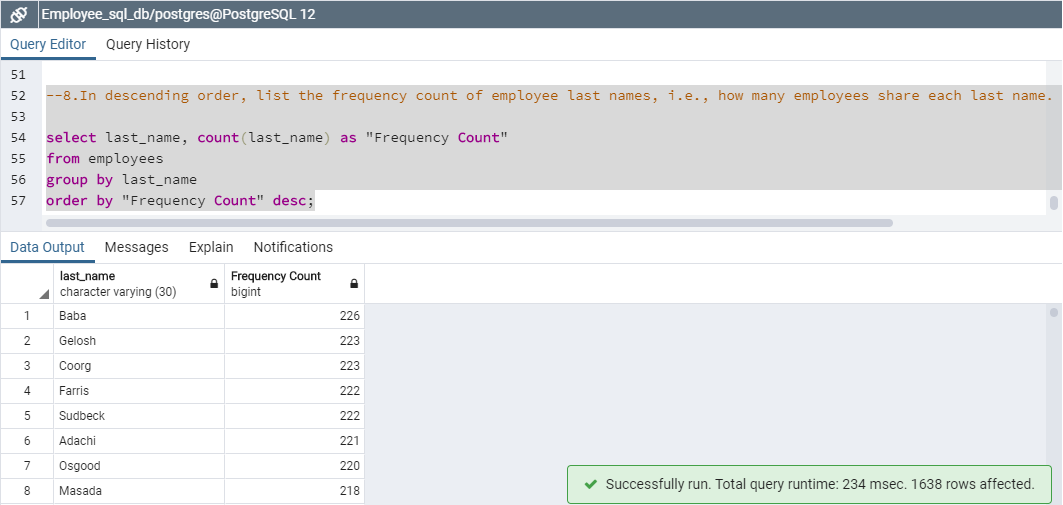 Employee_sql_db/postgres@PostgreSQL 12
Query Editor Query History
51
52 --8.In descending order, list the frequency count of employee last names, i.e., how many employees share each last name.
53
54 select last_name, count(last_name) as "Frequency Count"
55 from employees
56 group by last_name
57 order by "Frequency Count" desc;
Data Output Messages Explain Notifications
last_name Frequency Count
character varying (30) bigint
1 Baba 226
2 Gelosh 223
3 Coorg 223
4 Farris 222
5 Sudbeck 222
6 Adachi 221
7 Osgood 220
8 Masada 218
Successfully run. Total query runtime: 234 msec. 1638 rows affected.